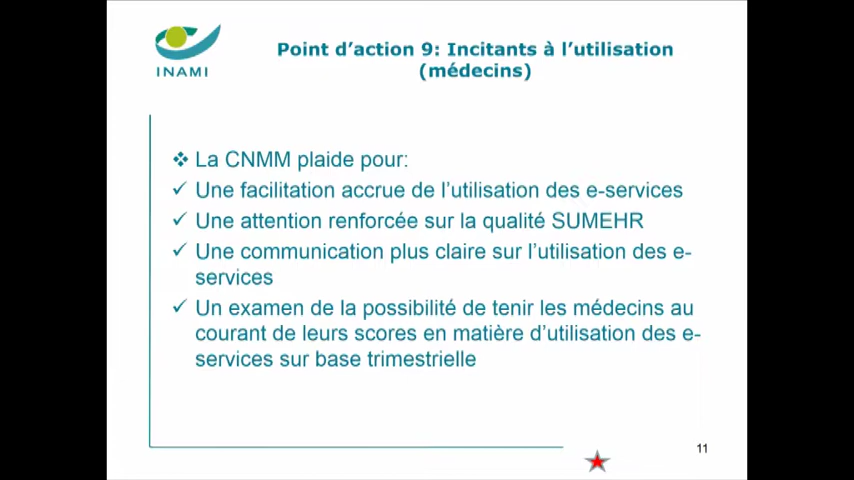 INAMI
Point d’action 9: Incitants à l’utilisation
(médecins)
❖ La CNMM plaide pour:
✓ Une facilitation accrue de l’utilisation des e-services
✓ Une attention renforcée sur la qualité SUMEHR
✓ Une communication plus claire sur l’utilisation des e-
services
✓ Un examen de la possibilité de tenir les médecins au
courant de leurs scores en matière d’utilisation des e-
services sur base trimestrielle
11